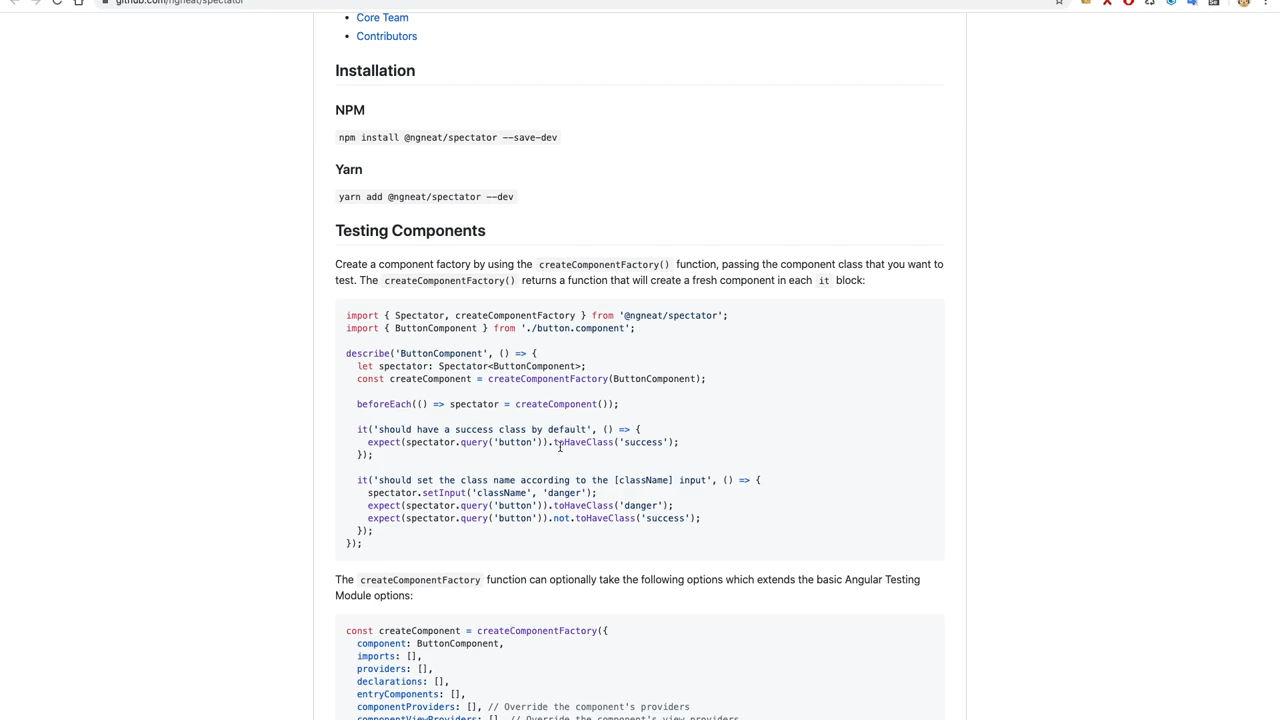 github.com/ngneat/spectator
Core Team
Contributors
Installation
NPM
npm install @ngneat/spectator --save-dev
Yarn
yarn add @ngneat/spectator --dev
Testing Components
Create a component factory by using the createComponentFactory() function, passing the component class that you want to
test. The createComponentFactory() returns a function that will create a fresh component in each it block:
import { Spectator, createComponentFactory } from '@ngneat/spectator';
import { ButtonComponent } from './button.component';
describe('ButtonComponent', () => {
let spectator: Spectator<ButtonComponent>;
const createComponent = createComponentFactory(ButtonComponent);
beforeEach(() => spectator = createComponent());
it('should have a success class by default', () => {
expect(spectator.query('button')).toHaveClass('success');
});
it('should set the class name according to the [className] input', () => {
spectator.setInput('className', 'danger');
expect(spectator.query('button')).toHaveClass('danger');
expect(spectator.query('button')).not.toHaveClass('success');
});
});
The createComponentFactory function can optionally take the following options which extends the basic Angular Testing
Module options:
const createComponent = createComponentFactory({
component: ButtonComponent,
imports: [],
providers: [],
declarations: [],
entryComponents: [],
componentProviders: [], // Override the component's providers
componentViewProviders: [], // Override the component's view providers